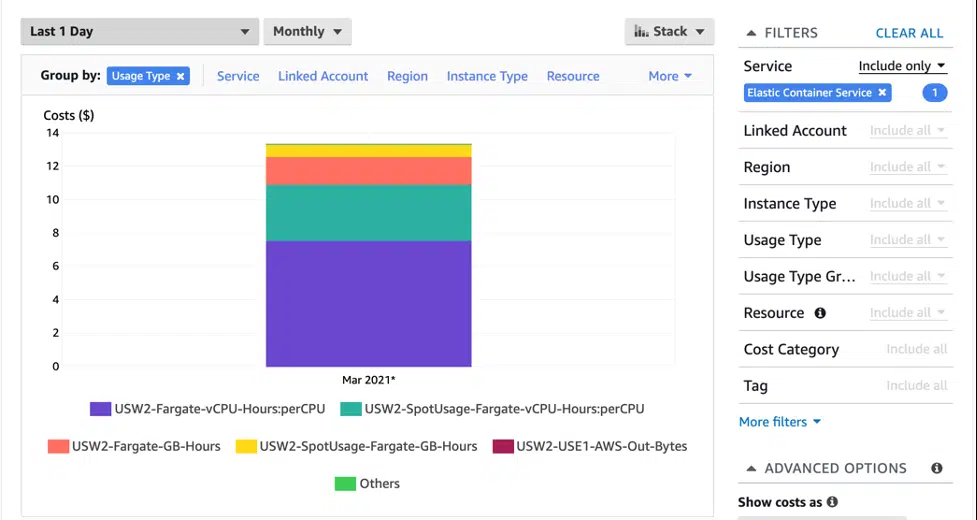 Last 1 Day Monthly Stack
Group by: Usage Type × Service Linked Account Region Instance Type Resource More
Costs ($)
14
12
10
8
6
4
2
0
Mar 2021*
USW2-Fargate-vCPU-Hours:perCPU USW2-SpotUsage-Fargate-vCPU-Hours:perCPU
USW2-Fargate-GB-Hours USW2-SpotUsage-Fargate-GB-Hours USW2-USE1-AWS-Out-Bytes
Others
FILTERS CLEAR ALL
Service Include only
Elastic Container Service × 1
Linked Account Include all
Region Include all
Instance Type Include all
Usage Type Include all
Usage Type Gr... Include all
Resource Include all
Cost Category Include all
Tag Include all
More filters
ADVANCED OPTIONS
Show costs as